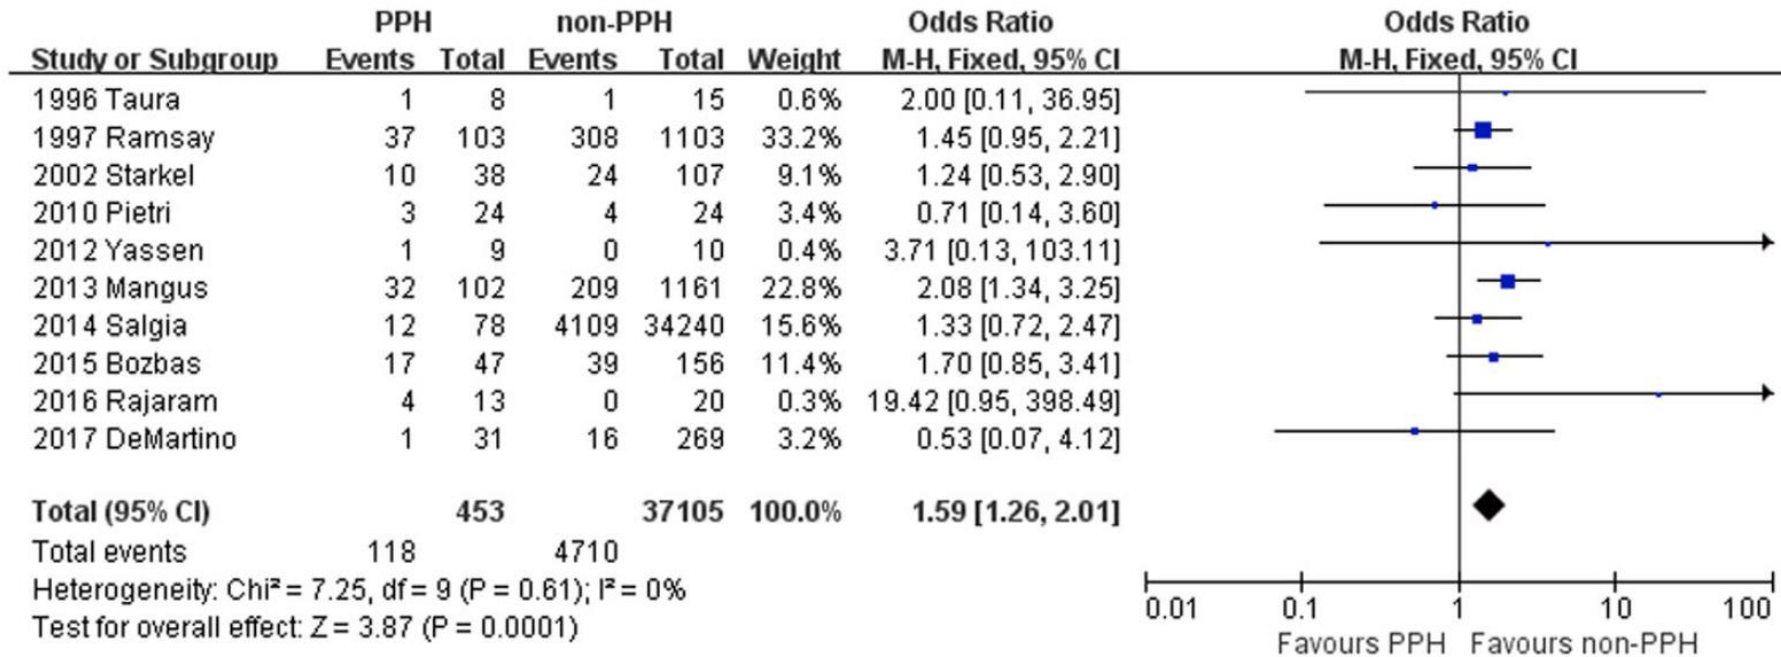 PPH non-PPH Odds Ratio Odds Ratio
Study or Subgroup Events Total Events Total Weight M-H, Fixed, 95% CI M-H, Fixed, 95% CI
1996 Taura 1 8 1 15 0.6% 2.00 [0.11, 36.95]
1997 Ramsay 37 103 308 1103 33.2% 1.45 [0.95, 2.21]
2002 Starkel 10 38 24 107 9.1% 1.24 [0.53, 2.90]
2010 Pietri 3 24 4 24 3.4% 0.71 [0.14, 3.60]
2012 Yassen 1 9 0 10 0.4% 3.71 [0.13, 103.11]
2013 Mangus 32 102 209 1161 22.8% 2.08 [1.34, 3.25]
2014 Salgia 12 78 4109 34240 15.6% 1.33 [0.72, 2.47]
2015 Bozbas 17 47 39 156 11.4% 1.70 [0.85, 3.41]
2016 Rajaram 4 13 0 20 0.3% 19.42 [0.95, 398.49]
2017 DeMartino 1 31 16 269 3.2% 0.53 [0.07, 4.12]
Total (95% CI) 453 37105 100.0% 1.59 [1.26, 2.01]
Total events 118 4710
Heterogeneity: Chi² = 7.25, df = 9 (P = 0.61); I² = 0%
Test for overall effect: Z = 3.87 (P = 0.0001)
0.01 0.1 1 10 100
Favours PPH Favours non-PPH